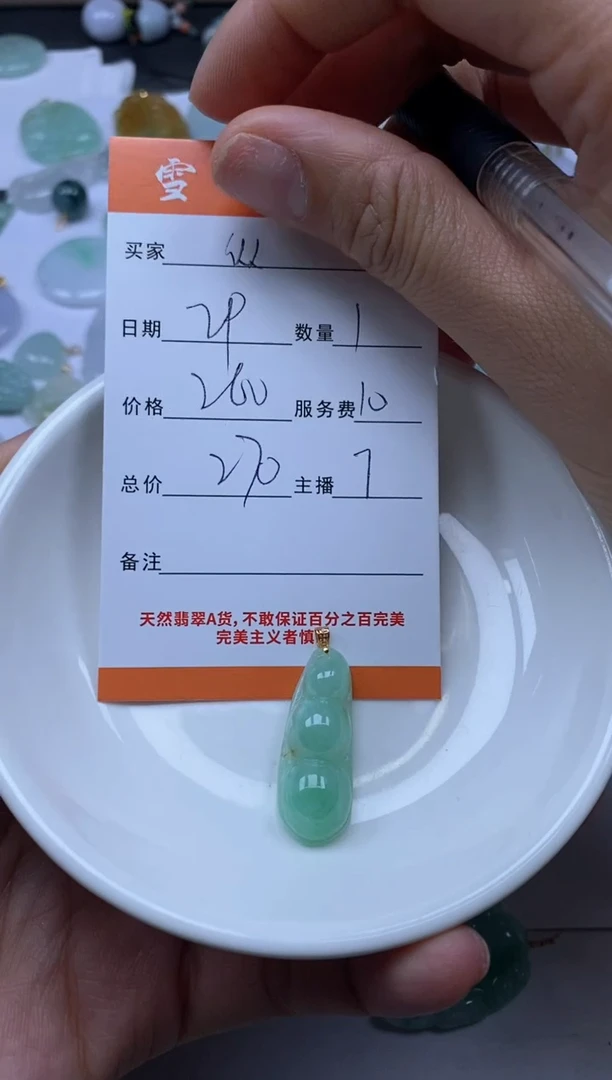 雪
买家
日期 29 数量 1
价格 260 服务费 10
总价 270 主播 7
备注
天然翡翠A货,不敢保证百分之百完美
完美主义者慎